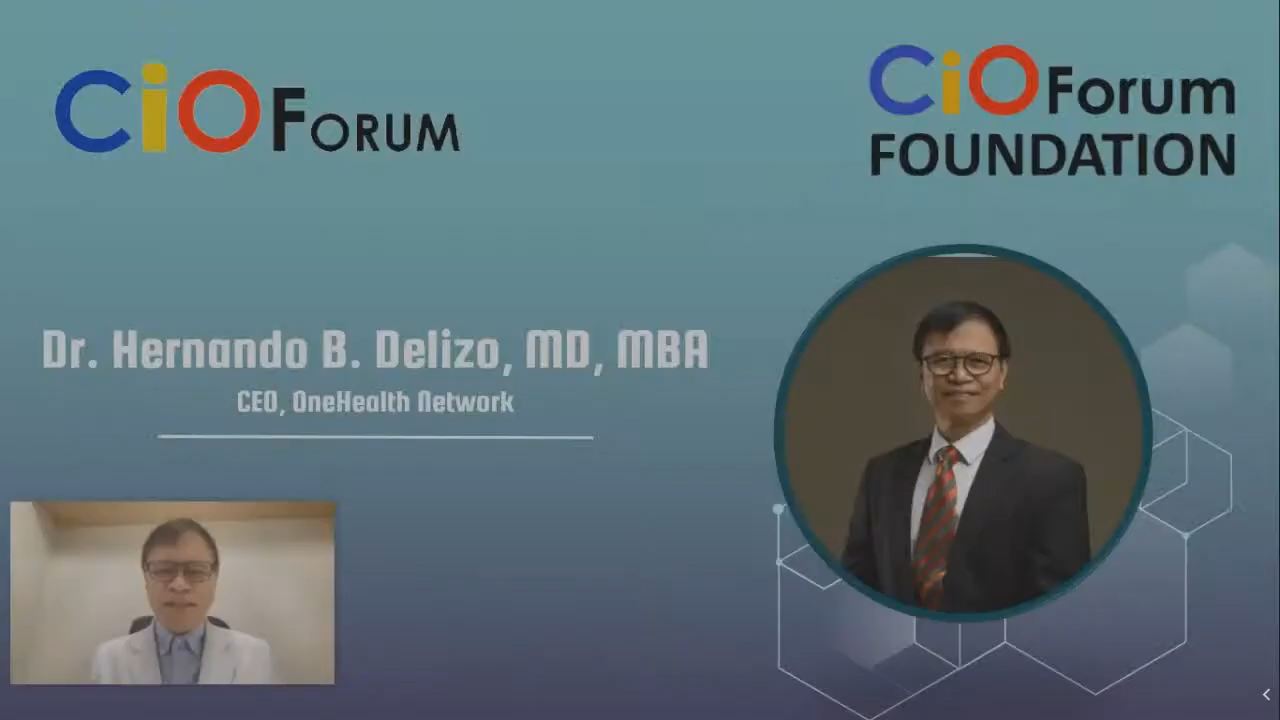 CiO FORUM
CiO Forum
FOUNDATION
Dr. Hernando B. Delizo, MD, MBA
CEO, OneHealth Network